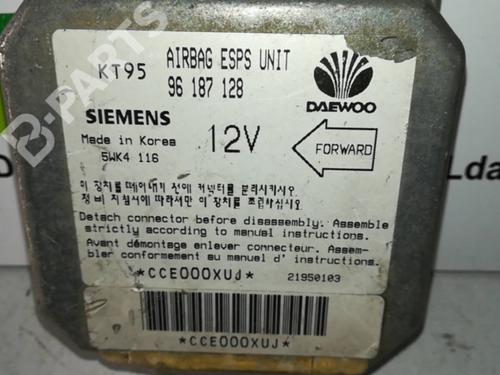 B-PARTS
KT95
AIRBAG ESPS UNIT
96 187 128
DAEWOO
SIEMENS
Made in Korea
5WK4 116
12V
FORWARD
이 장치를 떼어내기 전에 커넥터를 분리하시오.
정비 지침서에 따라서만 이 장치를 조립하십시오.
Detach connector before disassembly. Assemble
strictly according to manual instructions.
Avant démontage enlever connecteur. Assem-
bler conformement au manuel d' instructions.
*CCE000XUJ*
21950103
*CCE000XUJ*
Lda